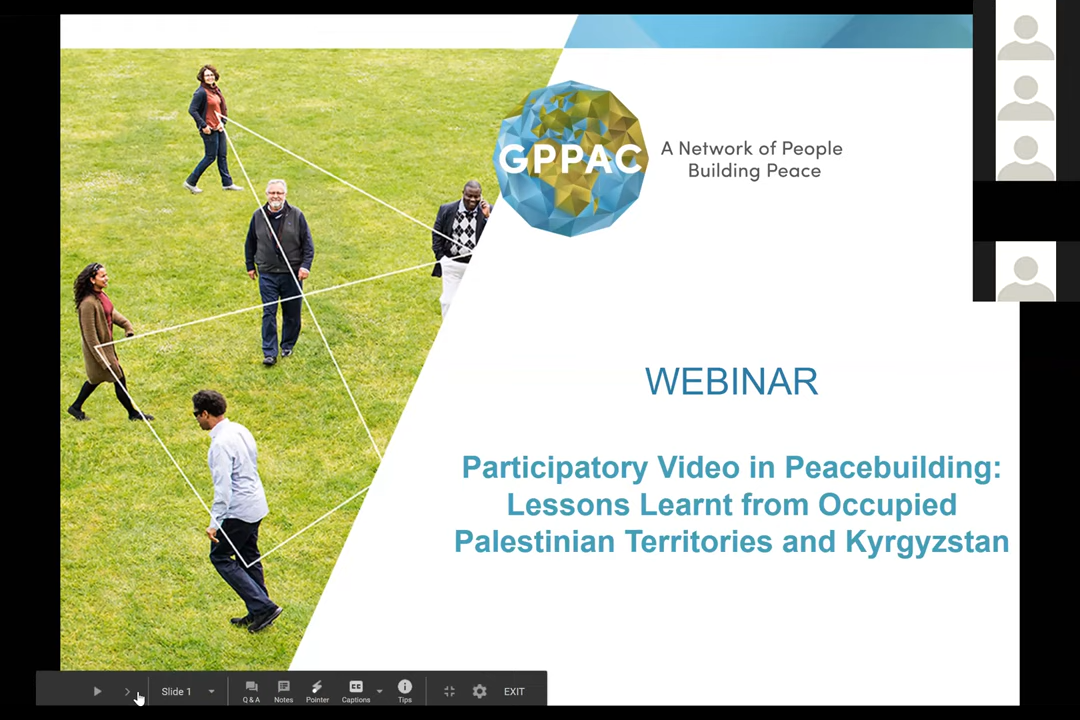 GPPAC
A Network of People
Building Peace
WEBINAR
Participatory Video in Peacebuilding:
Lessons Learnt from Occupied
Palestinian Territories and Kyrgyzstan
Slide 1
Q & A
Notes
Pointer
CC
Captions
Tips
EXIT